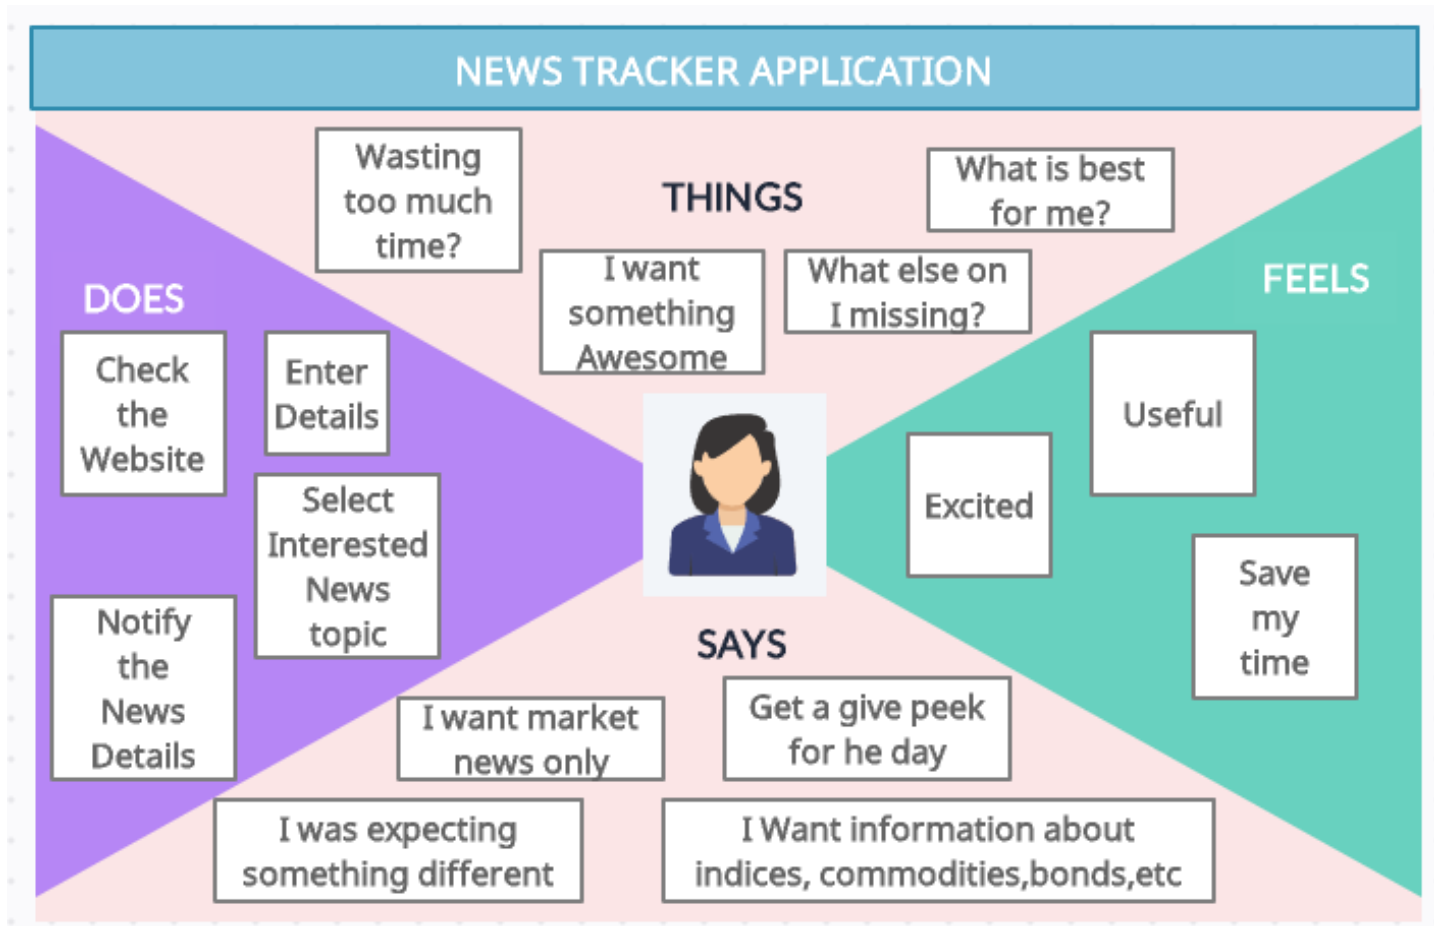 NEWS TRACKER APPLICATION
Wasting
too much
time?
THINGS
What is best
for me?
I want
something
Awesome
What else on
I missing?
DOES
Check
the
Website
Enter
Details
Select
Interested
News
topic
Notify
the
News
Details
FEELS
Useful
Excited
Save
my
time
SAYS
I want market
news only
Get a give peek
for he day
I was expecting
something different
I Want information about
indices, commodities,bonds,etc